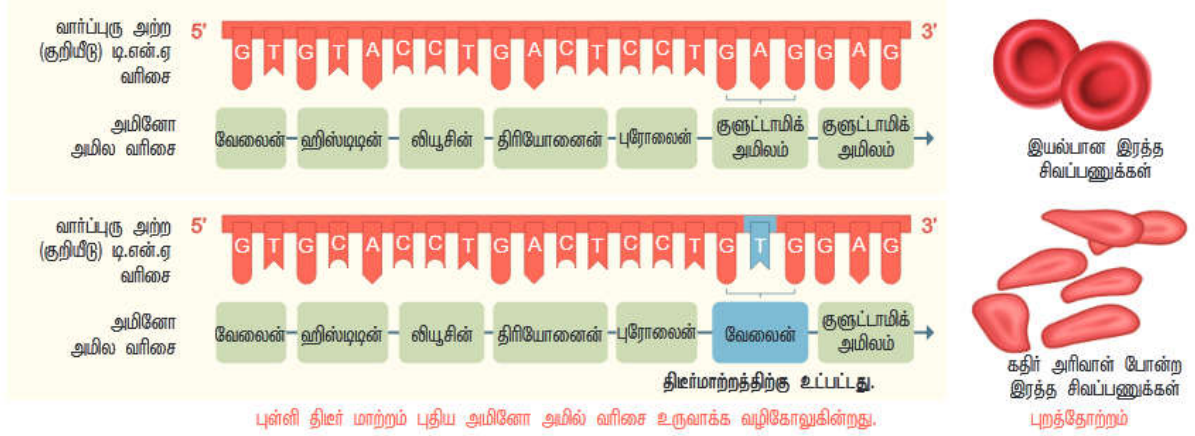 வார்ப்புரு அற்ற
(குறியீடு) டி.என்.ஏ
வரிசை
5' G T G T A C C T G A C T C C T G A G G A G 3'
அமினோ
அமில வரிசை
வேலைன் ஹிஸ்டிடின் லியூசின் திரியோனைன் புரோலைன் குளுட்டாமிக் அமிலம் குளுட்டாமிக் அமிலம்
இயல்பான இரத்த
சிவப்பணுக்கள்
வார்ப்புரு அற்ற
(குறியீடு) டி.என்.ஏ
வரிசை
5' G T G C A C C T G A C T C C T G T G G A G 3'
அமினோ
அமில வரிசை
வேலைன் ஹிஸ்டிடின் லியூசின் திரியோனைன் புரோலைன் வேலைன் குளுட்டாமிக் அமிலம்
திடீர்மாற்றத்திற்கு உட்பட்டது.
கதிர் அரிவாள் போன்ற
இரத்த சிவப்பணுக்கள்
புள்ளி திடீர் மாற்றம் புதிய அமினோ அமில் வரிசை உருவாக்க வழிகோலுகின்றது.
புறத்தோற்றம்